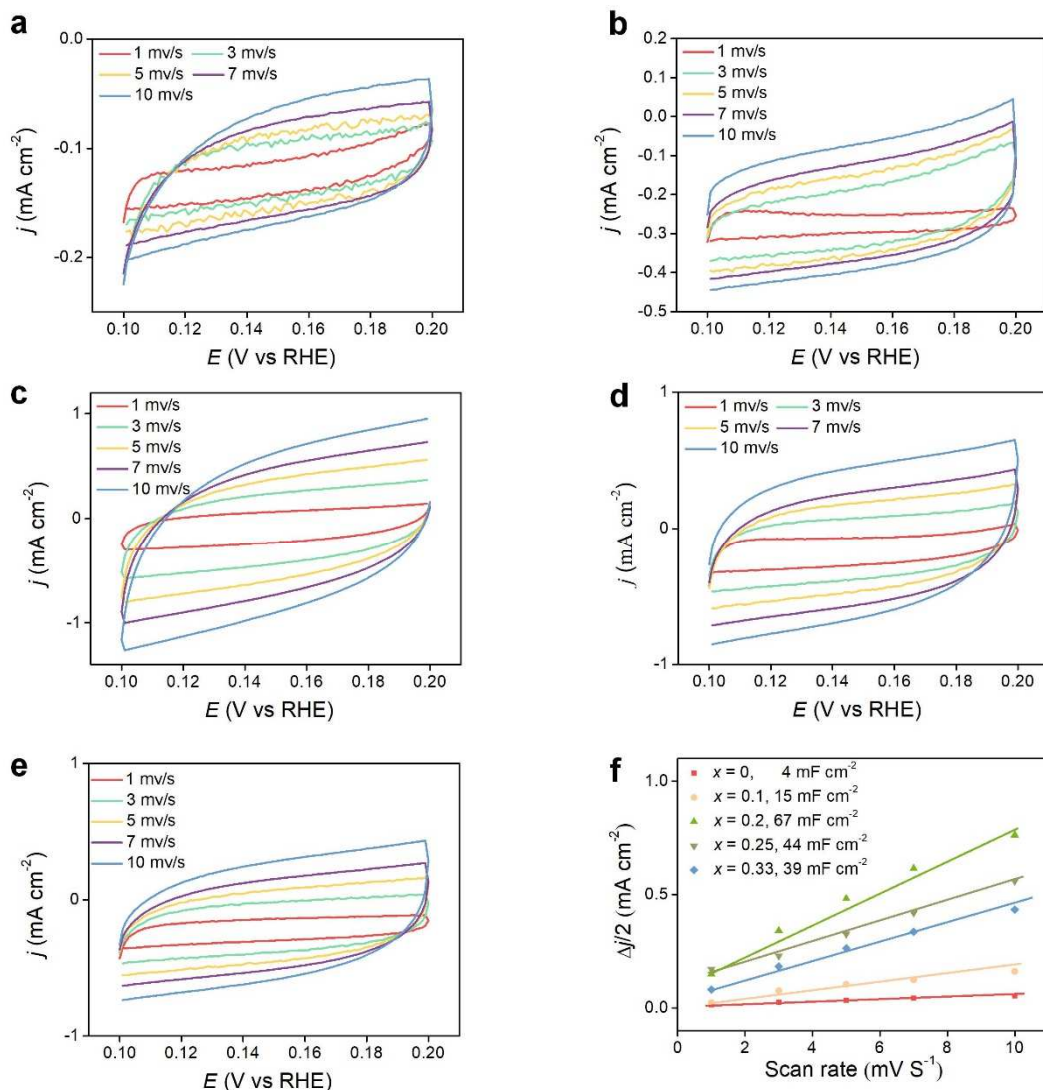 a
1 mv/s 3 mv/s
5 mv/s 7 mv/s
10 mv/s
0.0
-0.1
-0.2
j (mA cm-2)
0.10 0.12 0.14 0.16 0.18 0.20
E (V vs RHE)
b
1 mv/s
3 mv/s
5 mv/s
7 mv/s
10 mv/s
0.2
0.1
0.0
-0.1
-0.2
-0.3
-0.4
-0.5
j (mA cm-2)
0.10 0.12 0.14 0.16 0.18 0.20
E (V vs RHE)
c
1 mv/s
3 mv/s
5 mv/s
7 mv/s
10 mv/s
1
0
-1
j (mA cm-2)
0.10 0.12 0.14 0.16 0.18 0.20
E (V vs RHE)
d
1 mv/s 3 mv/s
5 mv/s 7 mv/s
10 mv/s
1
0
-1
j (mA cm-2)
0.10 0.12 0.14 0.16 0.18 0.20
E (V vs RHE)
e
1 mv/s
3 mv/s
5 mv/s
7 mv/s
10 mv/s
1
0
-1
j (mA cm-2)
0.10 0.12 0.14 0.16 0.18 0.20
E (V vs RHE)
f
x = 0, 4 mF cm-2
x = 0.1, 15 mF cm-2
x = 0.2, 67 mF cm-2
x = 0.25, 44 mF cm-2
x = 0.33, 39 mF cm-2
1.0
0.5
0.0
Δj/2 (mA cm-2)
0 2 4 6 8 10
Scan rate (mV S-1)